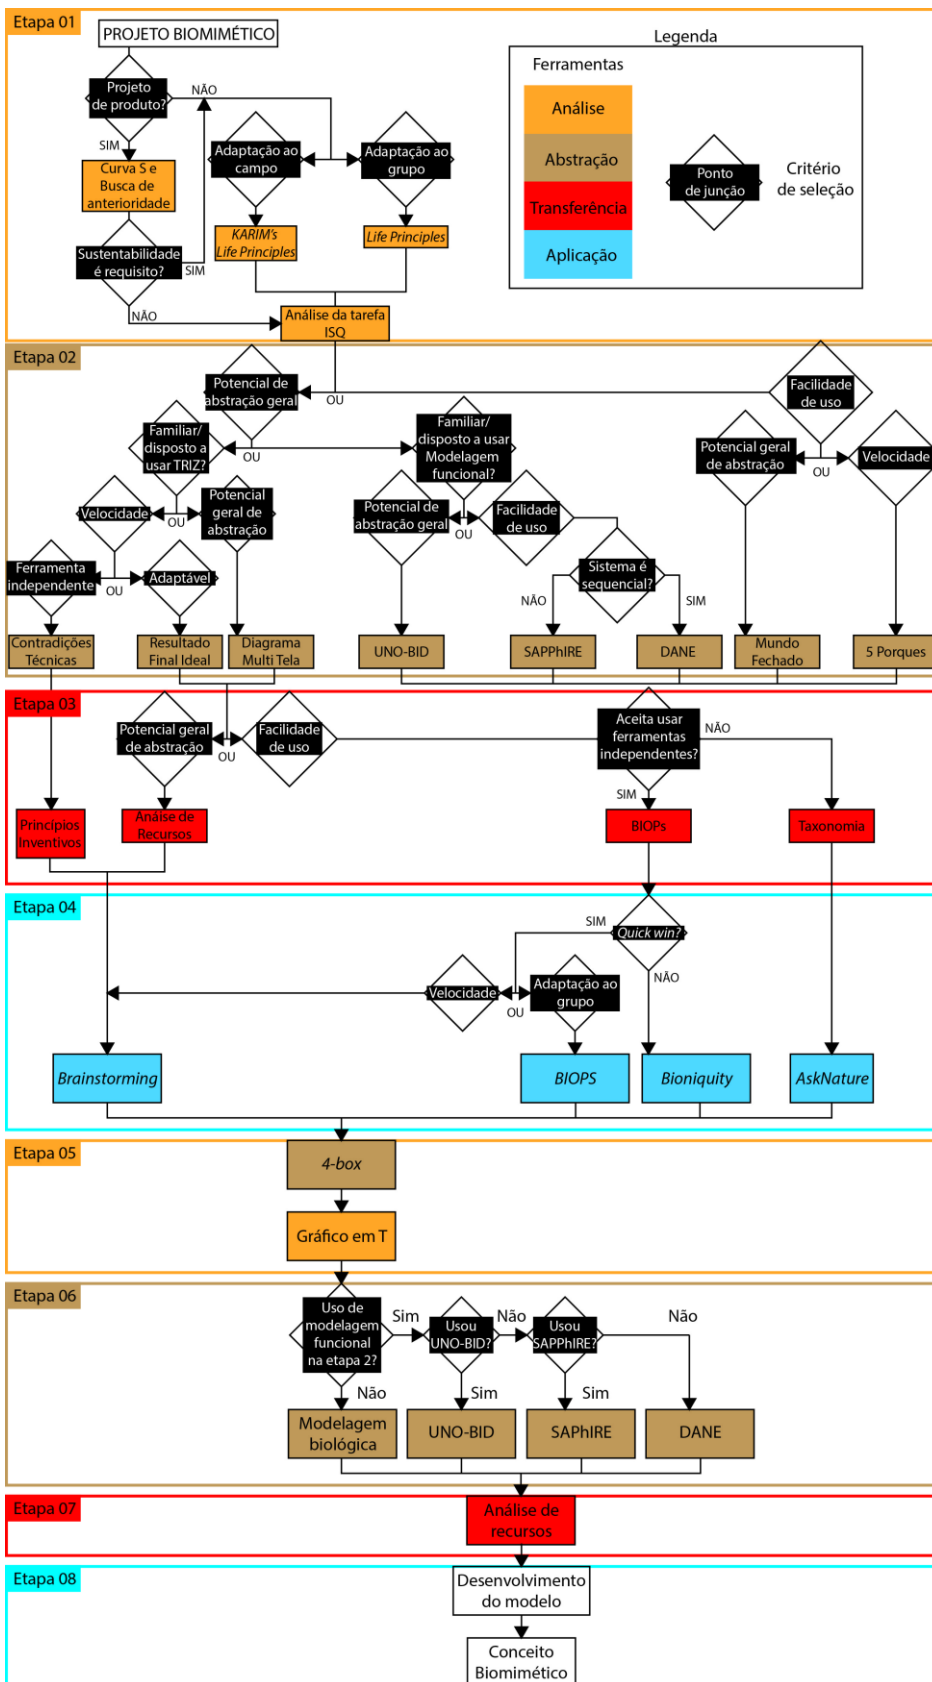 Etapa 01
PROJETO BIOMIMÉTICO
Legenda
Ferramentas
Análise
Abstração
Transferência
Aplicação
Ponto
de junção
Critério
de seleção
Projeto
de produto?
NÃO
SIM
Curva S e
Busca de
anterioridade
Adaptação ao
campo
Adaptação ao
grupo
KARIM's
Life Principles
Life Principles
Sustentabilidade
é requisito?
SIM
NÃO
Análise da tarefa
ISQ
Etapa 02
Potencial de
abstração geral
OU
Facilidade
de uso
Familiar/
disposto a
usar TRIZ?
OU
Familiar/
disposto a usar
Modelagem
funcional?
Potencial geral
de abstração
OU
Velocidade
Velocidade
OU
Potencial
geral de
abstração
Potencial de
abstração geral
OU
Facilidade
de uso
Ferramenta
independente
OU
Adaptável
Sistema é
sequencial?
NÃO
SIM
Contradições
Técnicas
Resultado
Final Ideal
Diagrama
Multi Tela
UNO-BID
SAPPhIRE
DANE
Mundo
Fechado
5 Porques
Etapa 03
Potencial geral
de abstração
OU
Facilidade
de uso
Aceita usar
ferramentas
independentes?
NÃO
SIM
Princípios
Inventivos
Anáise de
Recursos
BIOPs
Taxonomia
Etapa 04
SIM
Quick win?
NÃO
Velocidade
OU
Adaptação ao
grupo
Brainstorming
BIOPS
Bioniquity
AskNature
Etapa 05
4-box
Gráfico em T
Etapa 06
Uso de
modelagem
funcional
na etapa 2?
Sim
Usou
UNO-BID?
Não
Usou
SAPPhIRE?
Não
Não
Sim
Sim
Modelagem
biológica
UNO-BID
SAPhIRE
DANE
Etapa 07
Análise de
recursos
Etapa 08
Desenvolvimento
do modelo
Conceito
Biomimético